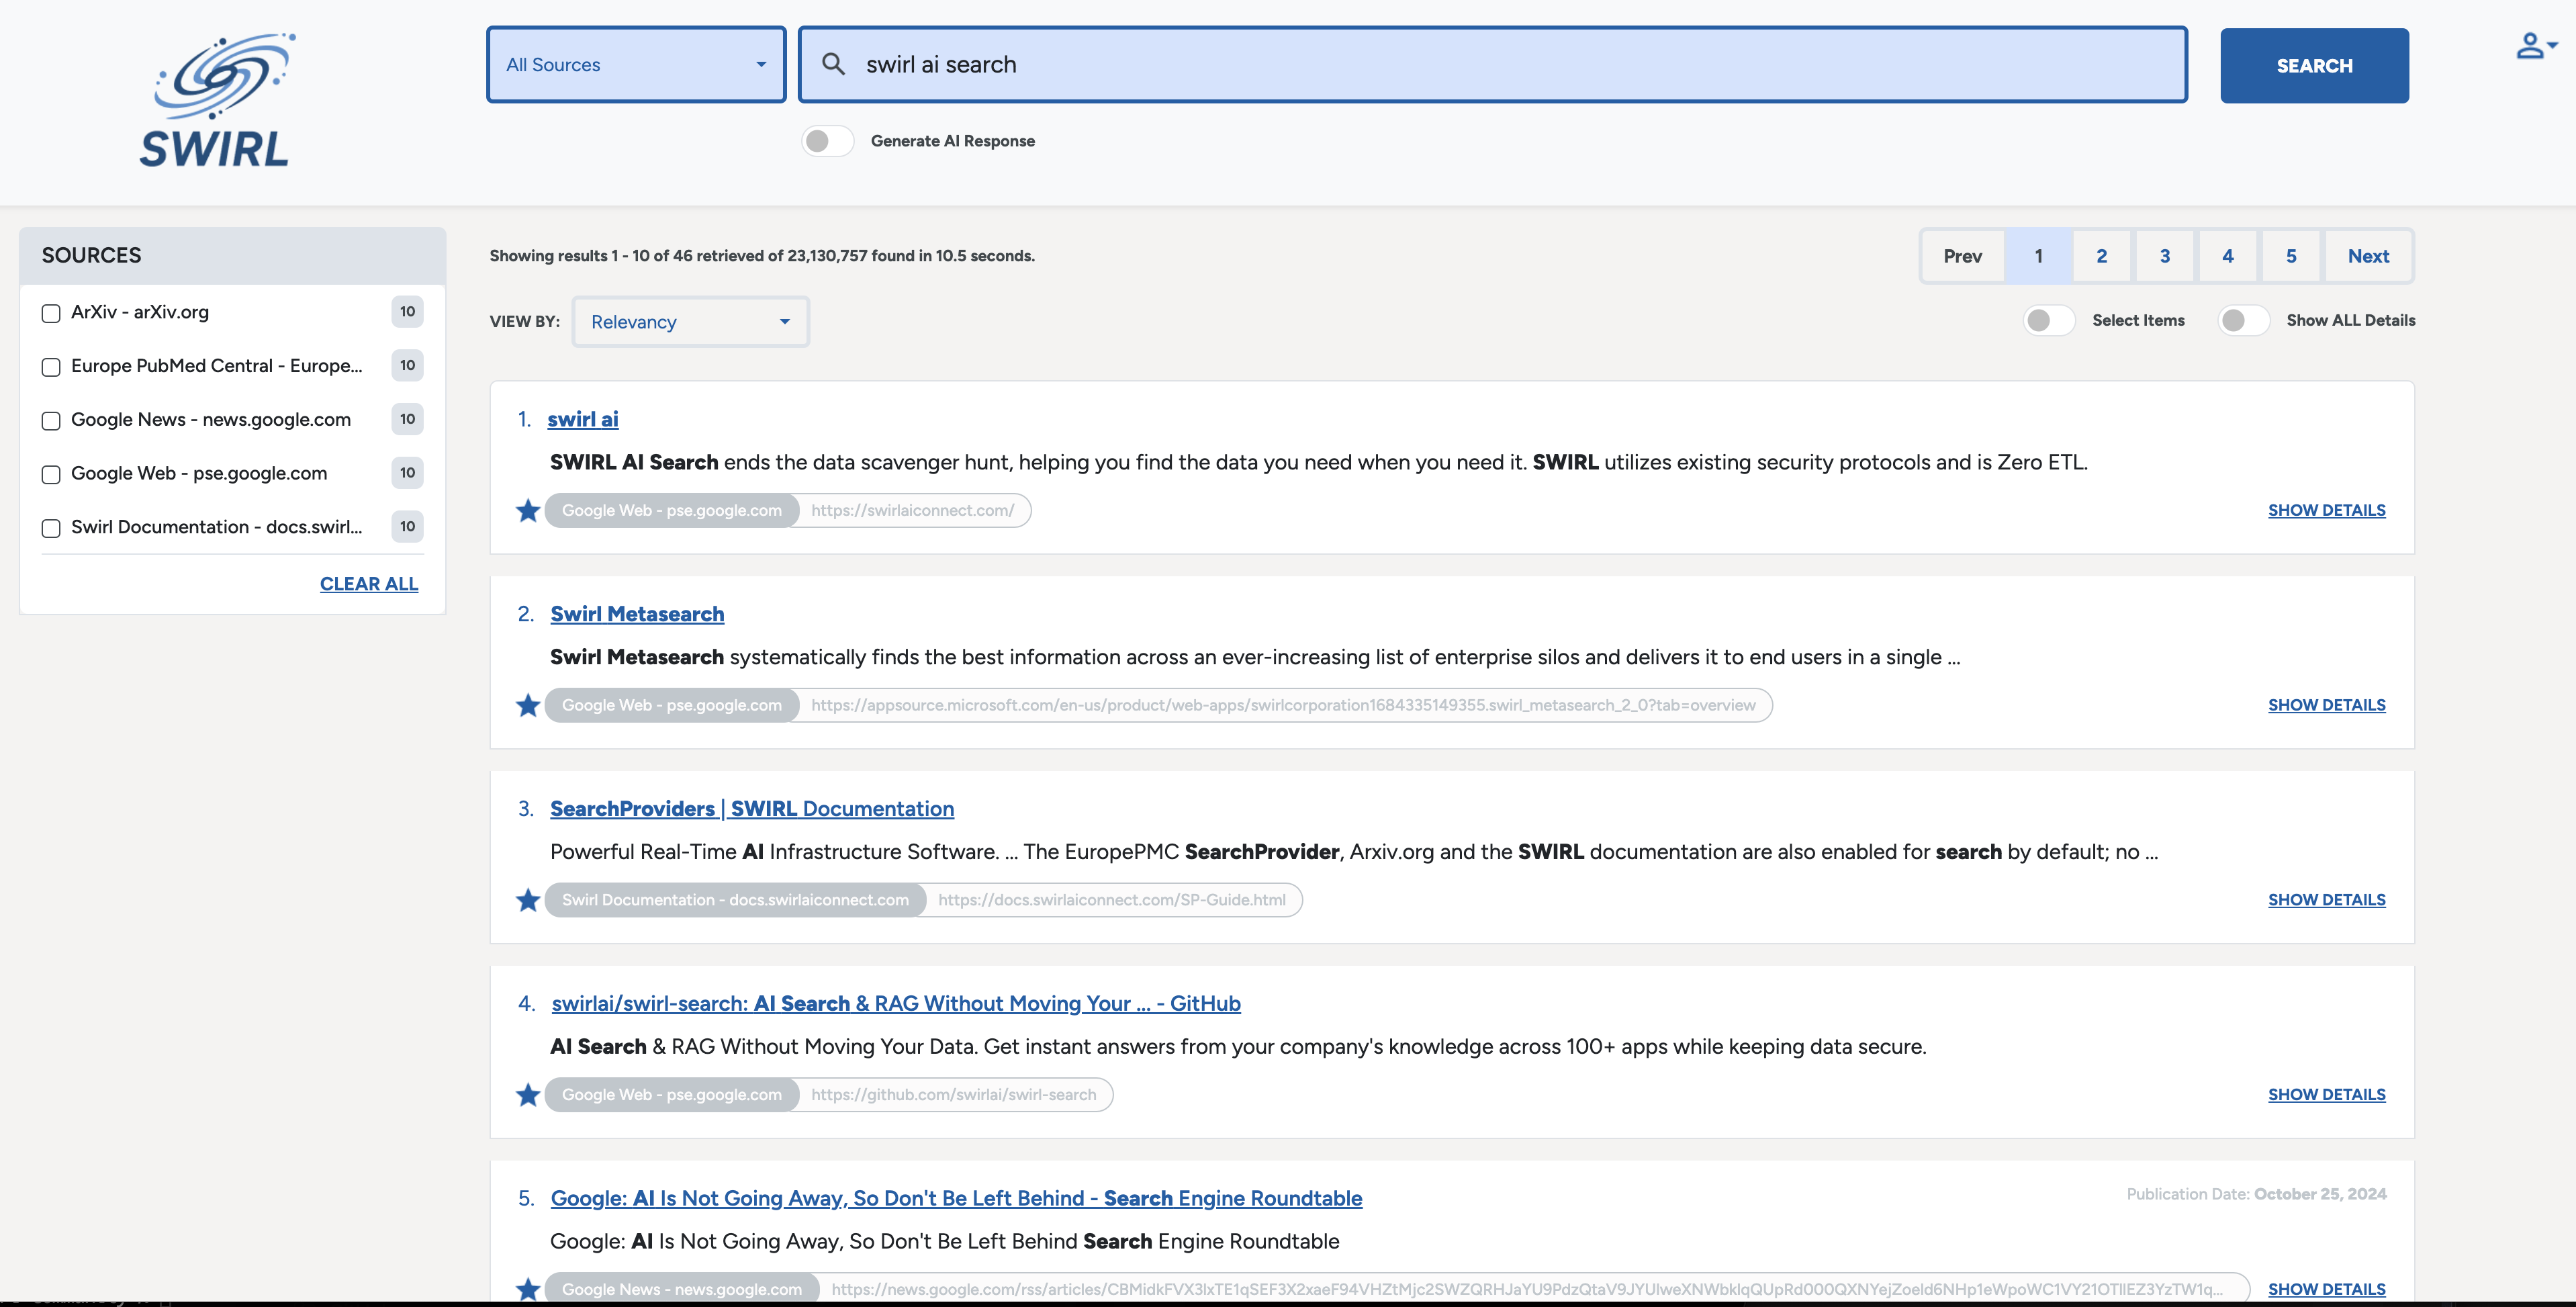 SWIRL
All Sources
swirl ai search
SEARCH
Generate AI Response
SOURCES
ArXiv - arXiv.org 10
Europe PubMed Central - Europe... 10
Google News - news.google.com 10
Google Web - pse.google.com 10
Swirl Documentation - docs.swirl... 10
CLEAR ALL
Showing results 1 - 10 of 46 retrieved of 23,130,757 found in 10.5 seconds.
Prev 1 2 3 4 5 Next
VIEW BY: Relevancy
Select Items Show ALL Details
1. swirl ai
SWIRL AI Search ends the data scavenger hunt, helping you find the data you need when you need it. SWIRL utilizes existing security protocols and is Zero ETL.
Google Web - pse.google.com https://swirlaiconnect.com/ SHOW DETAILS
2. Swirl Metasearch
Swirl Metasearch systematically finds the best information across an ever-increasing list of enterprise silos and delivers it to end users in a single ...
Google Web - pse.google.com https://appsource.microsoft.com/en-us/product/web-apps/swirlcorporation1684335149355.swirl_metasearch_2_0?tab=overview SHOW DETAILS
3. SearchProviders | SWIRL Documentation
Powerful Real-Time AI Infrastructure Software. ... The EuropePMC SearchProvider, Arxiv.org and the SWIRL documentation are also enabled for search by default; no ...
Swirl Documentation - docs.swirlaiconnect.com https://docs.swirlaiconnect.com/SP-Guide.html SHOW DETAILS
4. swirlai/swirl-search: AI Search & RAG Without Moving Your ... - GitHub
AI Search & RAG Without Moving Your Data. Get instant answers from your company's knowledge across 100+ apps while keeping data secure.
Google Web - pse.google.com https://github.com/swirlai/swirl-search SHOW DETAILS
5. Google: AI Is Not Going Away, So Don't Be Left Behind - Search Engine Roundtable
Publication Date: October 25, 2024
Google: AI Is Not Going Away, So Don't Be Left Behind Search Engine Roundtable
Google News - news.google.com SHOW DETAILS